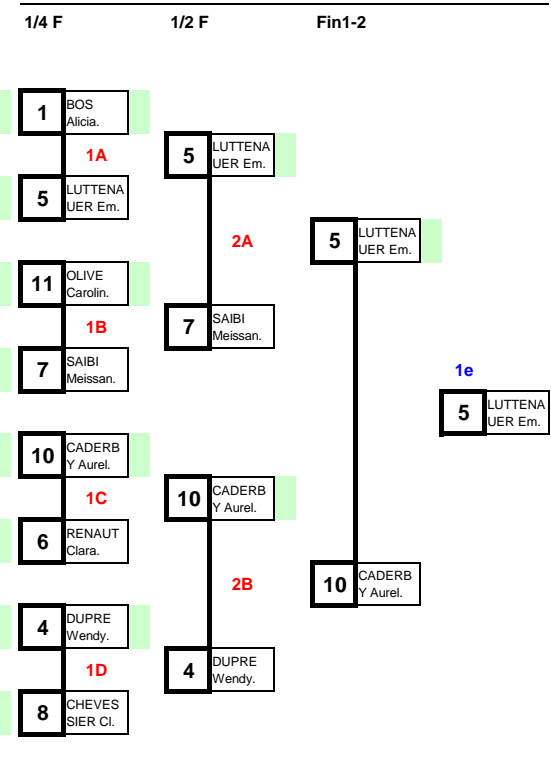 1/4 F
1/2 F
Fin1-2
1
BOS
Alicia.
1A
5
LUTTENA
UER Em.
11
OLIVE
Carolin.
1B
7
SAIBI
Meissan.
10
CADERB
Y Aurel.
1C
6
RENAUT
Clara.
4
DUPRE
Wendy.
1D
8
CHEVES
SIER Cl.
5
LUTTENA
UER Em.
2A
7
SAIBI
Meissan.
10
CADERB
Y Aurel.
2B
4
DUPRE
Wendy.
5
LUTTENA
UER Em.
10
CADERB
Y Aurel.
1e
5
LUTTENA
UER Em.